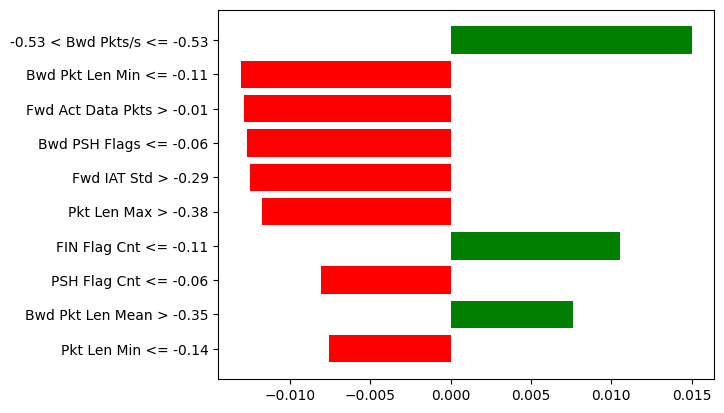 -0.53 < Bwd Pkts/s <= -0.53
Bwd Pkt Len Min <= -0.11
Fwd Act Data Pkts > -0.01
Bwd PSH Flags <= -0.06
Fwd IAT Std > -0.29
Pkt Len Max > -0.38
FIN Flag Cnt <= -0.11
PSH Flag Cnt <= -0.06
Bwd Pkt Len Mean > -0.35
Pkt Len Min <= -0.14
−0.010 −0.005 0.000 0.005 0.010 0.015